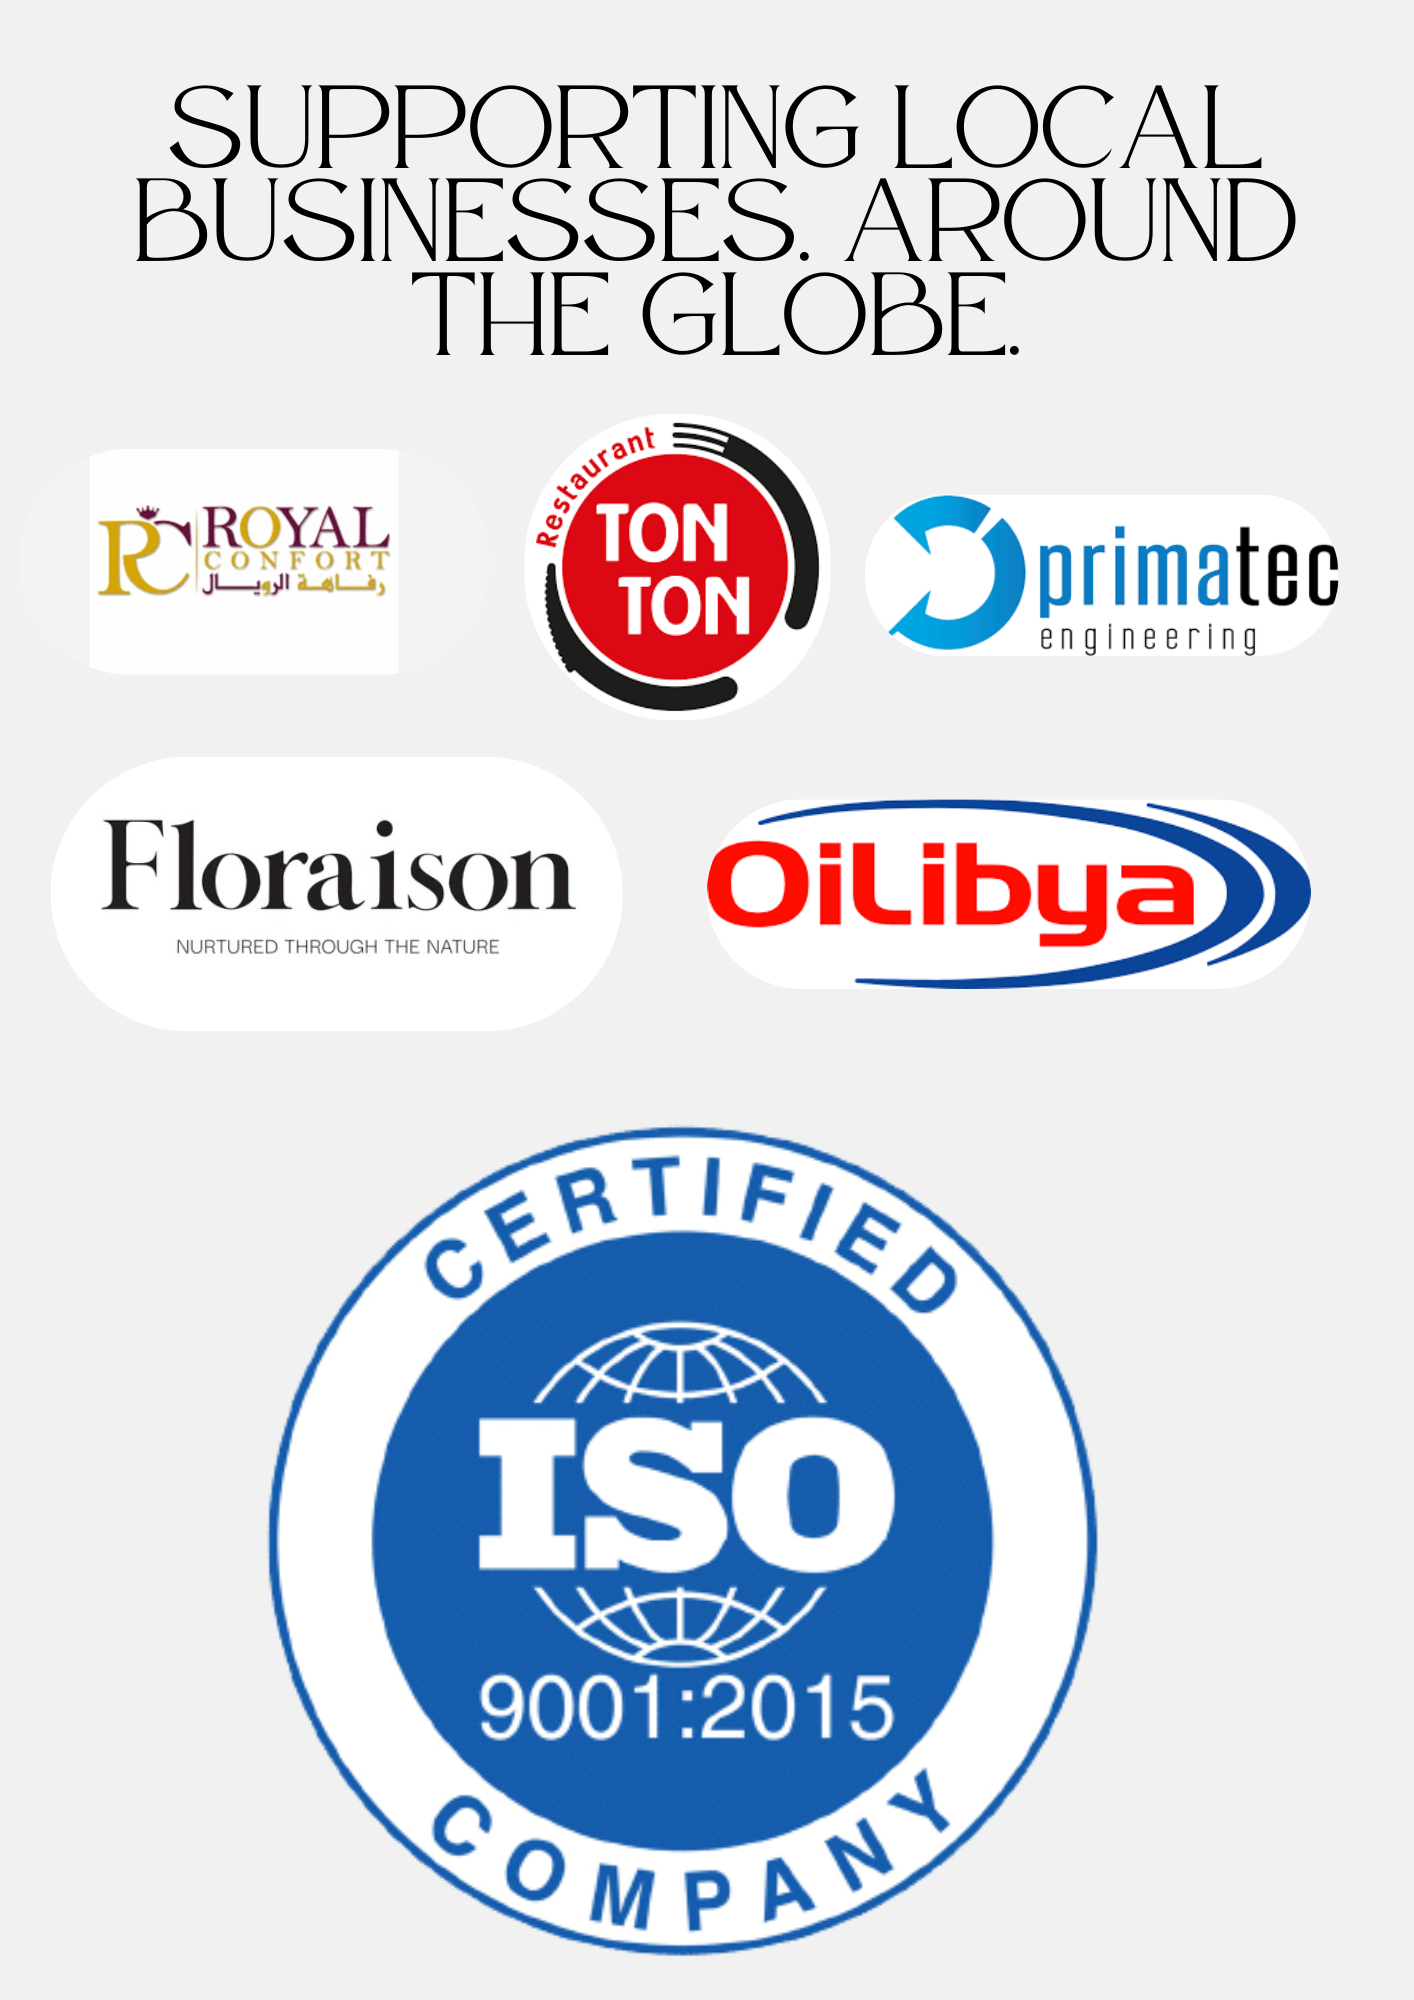 SUPPORTING LOCAL
BUSINESSES. AROUND
THE GLOBE.
RC ROYAL
CONFORT
رفاهة الرويال
Restaurant
TON
TON
primatec
engineering
Floraison
NURTURED THROUGH THE NATURE
OiLibya
CERTIFIED
ISO
9001:2015
COMPANY